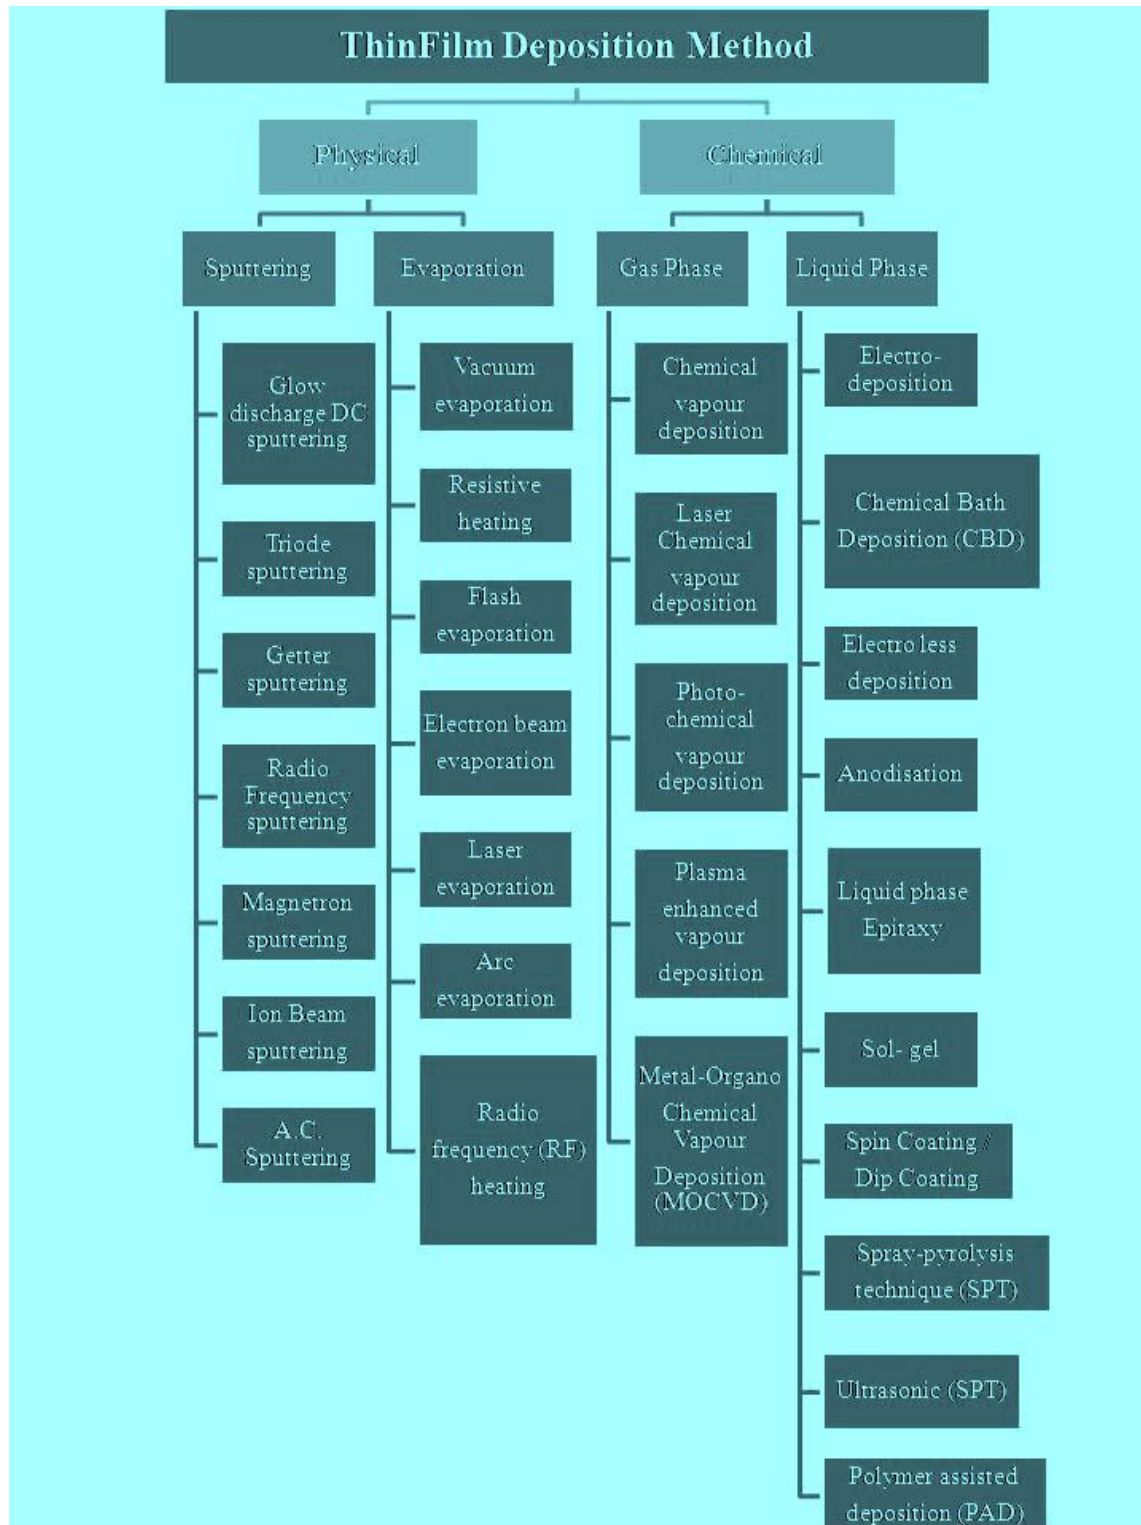 ThinFilm Deposition Method
Physical
Chemical
Sputtering
Evaporation
Gas Phase
Liquid Phase
Glow
discharge DC
sputtering
Triode
sputtering
Getter
sputtering
Radio
Frequency
sputtering
Magnetron
sputtering
Ion Beam
sputtering
A.C.
Sputtering
Vacuum
evaporation
Resistive
heating
Flash
evaporation
Electron beam
evaporation
Laser
evaporation
Arc
evaporation
Radio
frequency (RF)
heating
Chemical
vapour
deposition
Laser
Chemical
vapour
deposition
Photo-
chemical
vapour
deposition
Plasma
enhanced
vapour
deposition
Metal-Organo
Chemical
Vapour
Deposition
(MOCVD)
Electro-
deposition
Chemical Bath
Deposition (CBD)
Electro less
deposition
Anodisation
Liquid phase
Epitaxy
Sol- gel
Spin Coating /
Dip Coating
Spray-pyrolysis
technique (SPT)
Ultrasonic (SPT)
Polymer assisted
deposition (PAD)